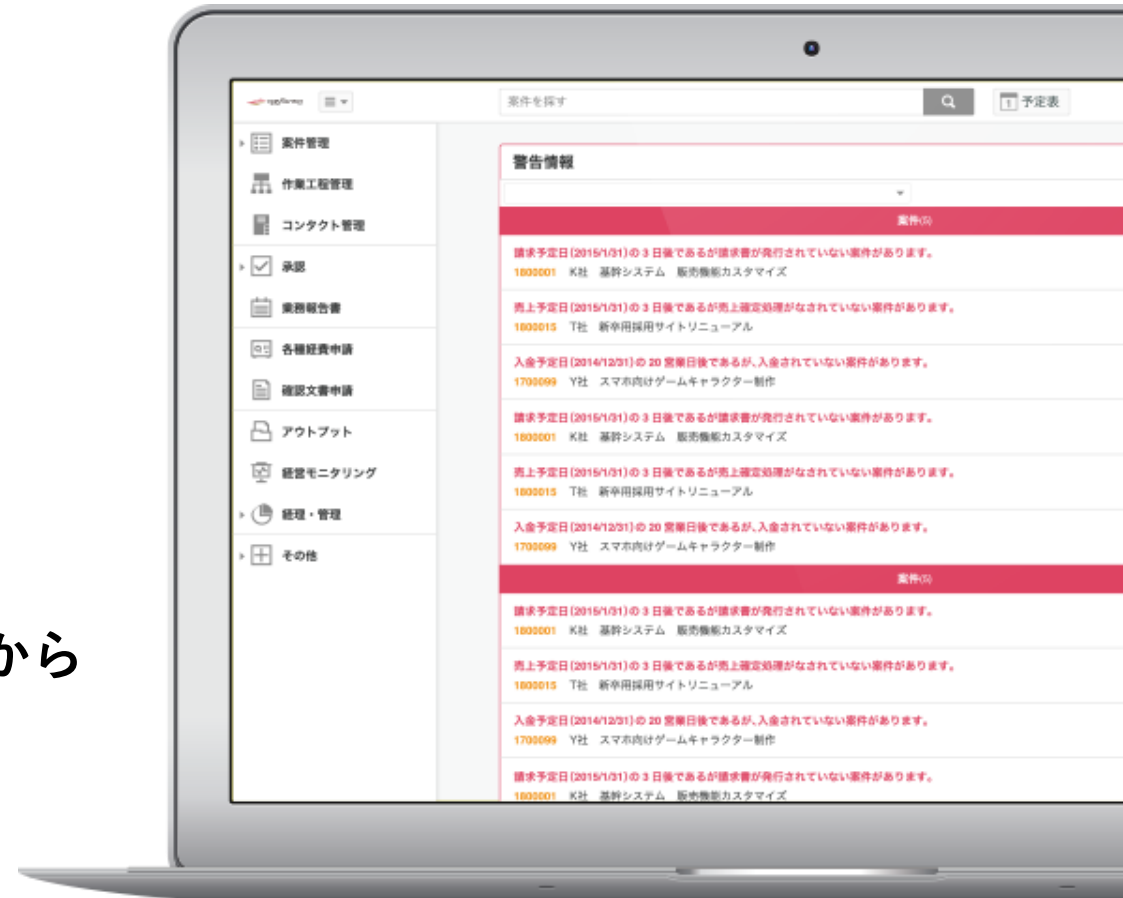 案件を探す
1 予定表
案件管理
作業工程管理
コンタクト管理
承認
業務報告書
各種経費申請
確認文書申請
アウトプット
経営モニタリング
経理・管理
その他
から
警告情報
案件(5)
請求予定日(2015/1/31)の 3 日後であるが請求書が発行されていない案件があります。
1800001 K社 基幹システム 販売機能カスタマイズ
売上予定日(2015/1/31)の 3 日後であるが売上確定処理がなされていない案件があります。
1800015 T社 新卒用採用サイトリニューアル
入金予定日(2014/12/31)の 20 営業日後であるが、入金されていない案件があります。
1700099 Y社 スマホ向けゲームキャラクター制作
請求予定日(2015/1/31)の 3 日後であるが請求書が発行されていない案件があります。
1800001 K社 基幹システム 販売機能カスタマイズ
売上予定日(2015/1/31)の 3 日後であるが売上確定処理がなされていない案件があります。
1800015 T社 新卒用採用サイトリニューアル
入金予定日(2014/12/31)の 20 営業日後であるが、入金されていない案件があります。
1700099 Y社 スマホ向けゲームキャラクター制作
案件(5)
請求予定日(2015/1/31)の 3 日後であるが請求書が発行されていない案件があります。
1800001 K社 基幹システム 販売機能カスタマイズ
売上予定日(2015/1/31)の 3 日後であるが売上確定処理がなされていない案件があります。
1800015 T社 新卒用採用サイトリニューアル
入金予定日(2014/12/31)の 20 営業日後であるが、入金されていない案件があります。
1700099 Y社 スマホ向けゲームキャラクター制作
請求予定日(2015/1/31)の 3 日後であるが請求書が発行されていない案件があります。
1800001 K社 基幹システム 販売機能カスタマイズ